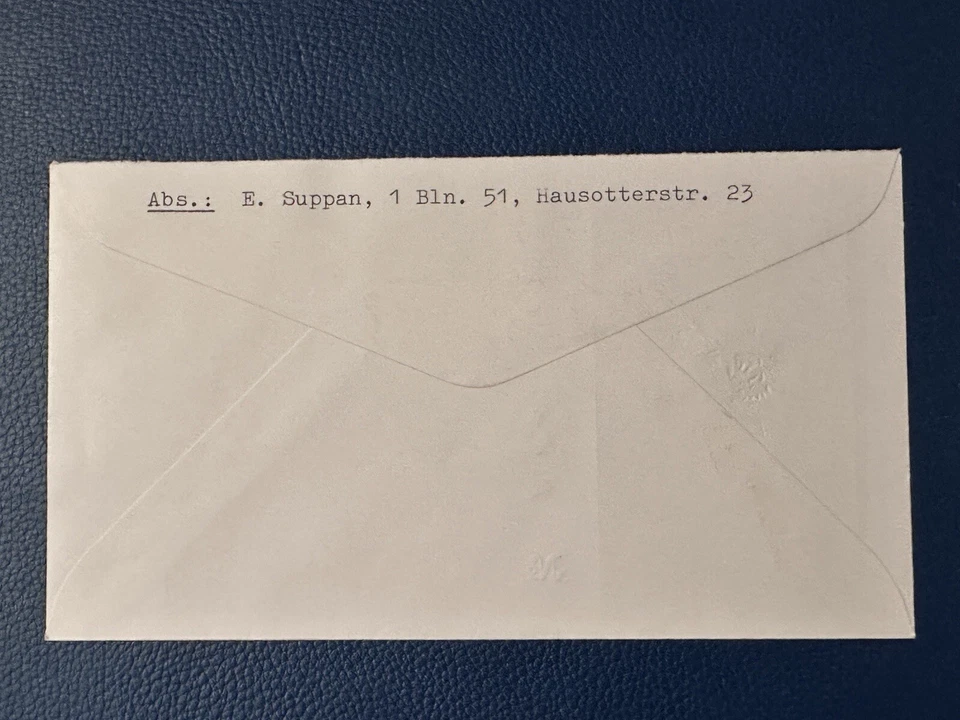 Abs.: E. Suppan, 1 Bln. 51, Hausotterstr. 23